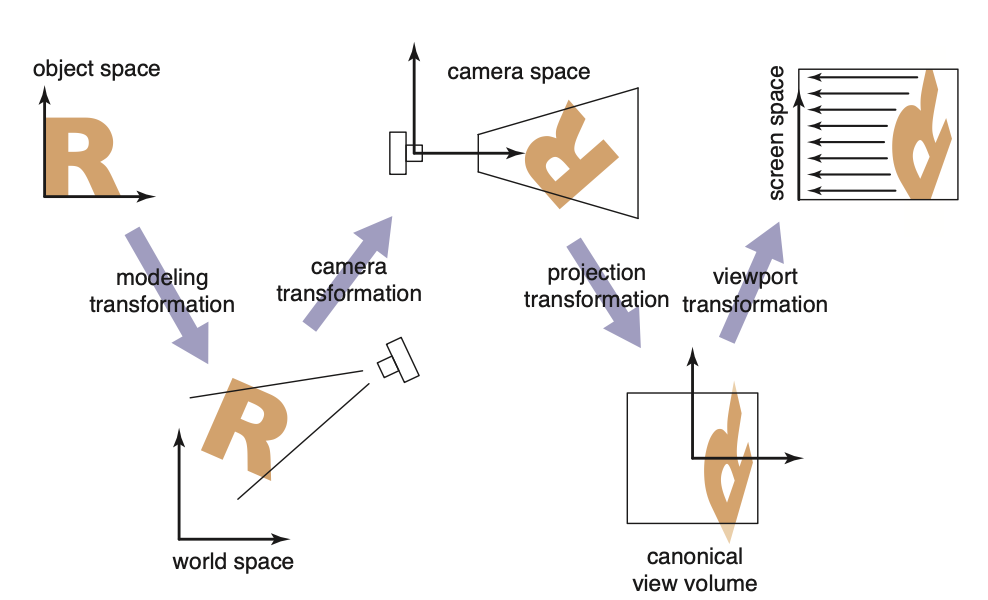 object space
R
camera space
R
screen space
R
modeling
transformation
camera
transformation
projection
transformation
viewport
transformation
R
world space
R
canonical
view volume